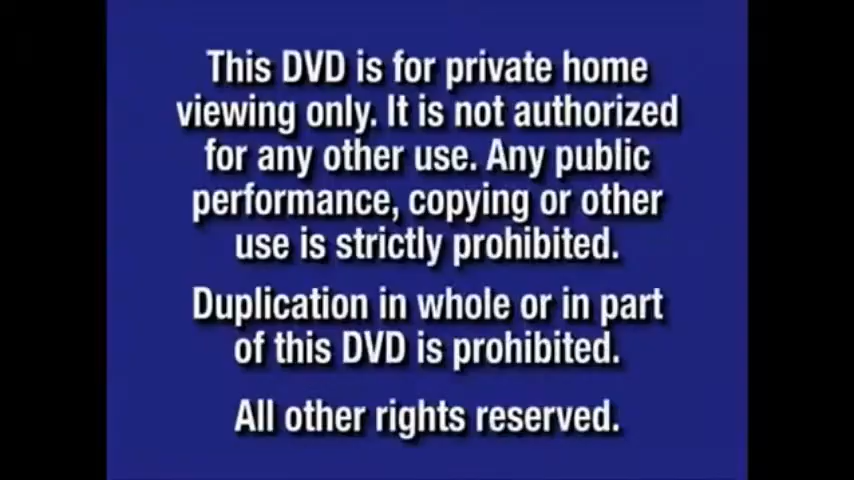 This DVD is for private home
viewing only. It is not authorized
for any other use. Any public
performance, copying or other
use is strictly prohibited.
Duplication in whole or in part
of this DVD is prohibited.
All other rights reserved.